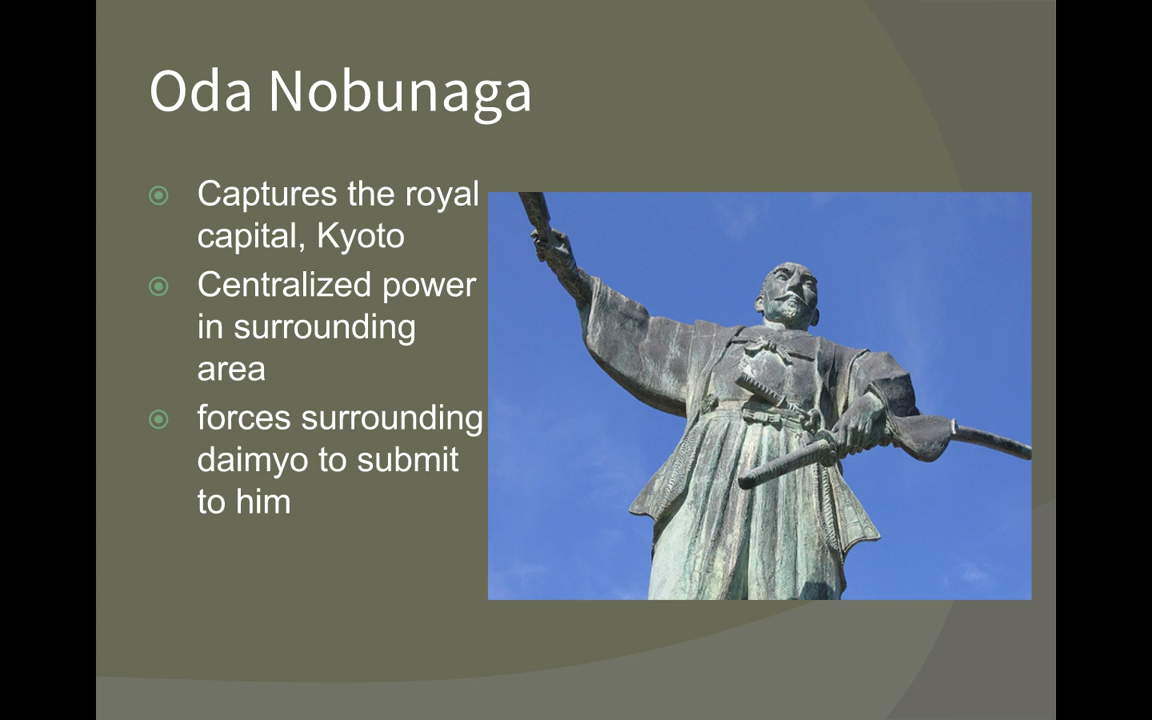 Oda Nobunaga
Captures the royal
capital, Kyoto
Centralized power
in surrounding
area
forces surrounding
daimyo to submit
to him